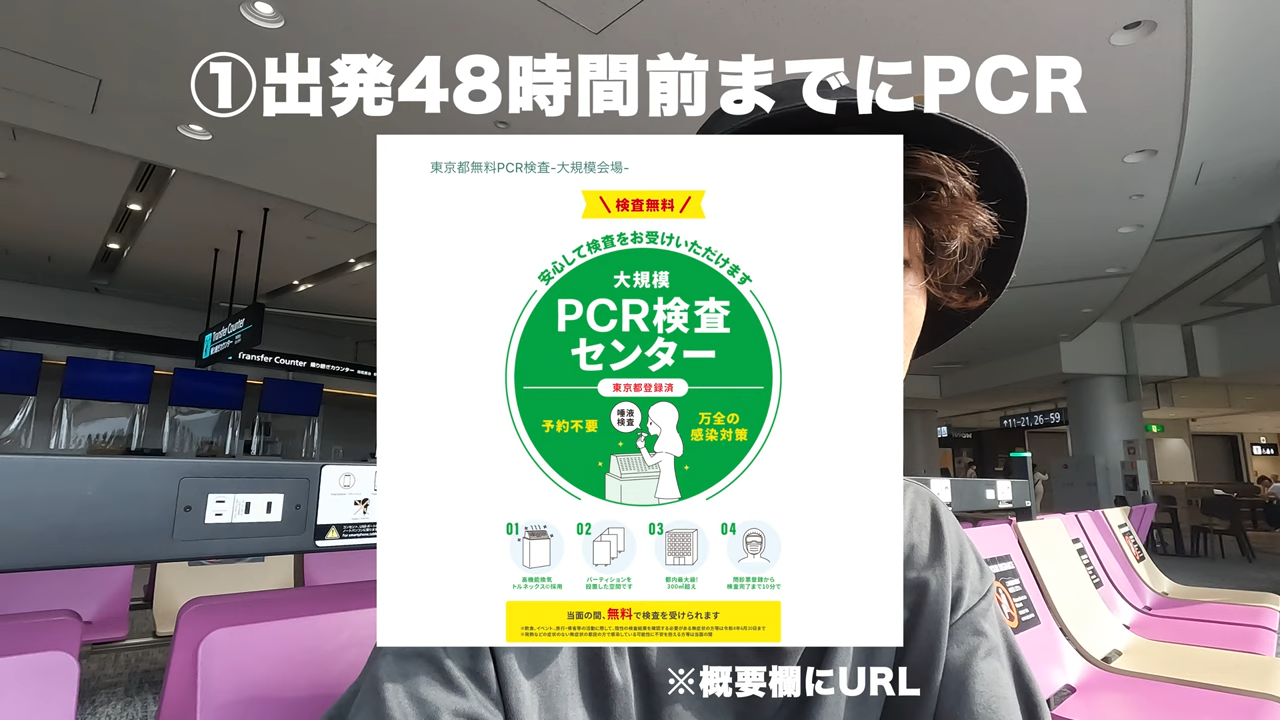 ①出発48時間前までにPCR
東京都無料PCR検査-大規模会場-
検査無料
安心して検査をお受けいただけます
大規模
PCR検査
センター
東京都登録済
予約不要
唾液
検査
万全の
感染対策
01
高機能換気
トルネックス©採用
02
パーティションを
設置した空間です
03
都内最大級!
300㎡超え
04
問診票登録から
検査完了まで10分で
当面の間、無料で検査を受けられます
Transfer Counter
Transfer Counter 乗り継ぎカウンター
↑11-21, 26-59
※概要欄にURL